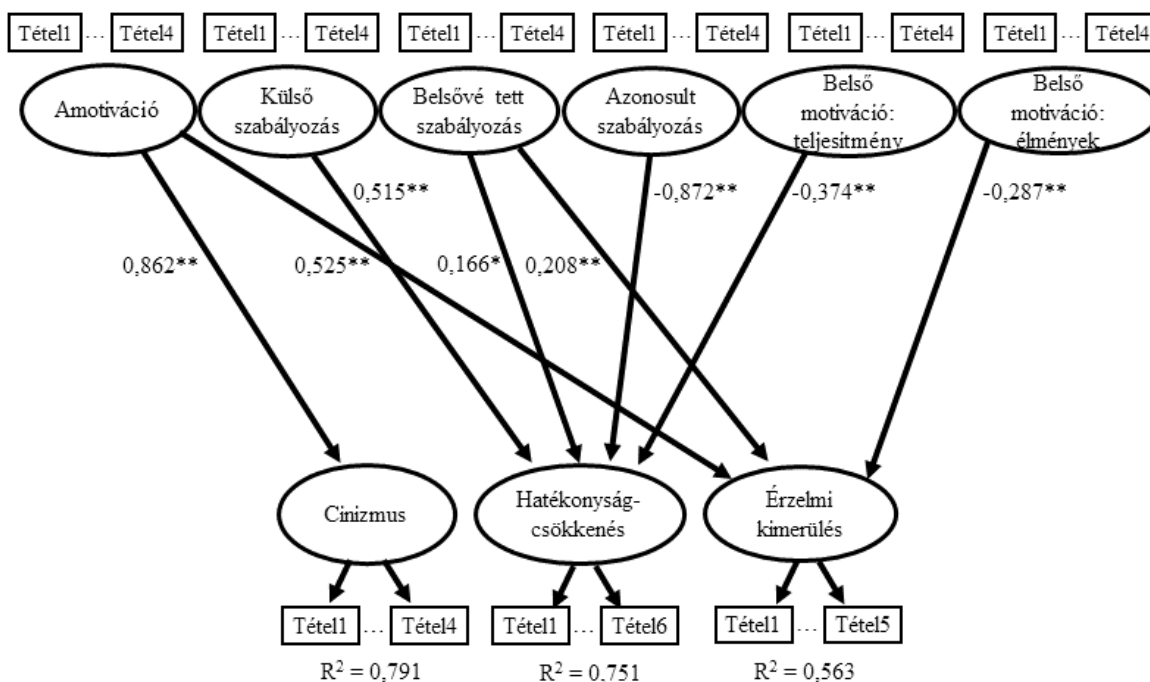 Tétel1 … Tétel4 Tétel1 … Tétel4 Tétel1 … Tétel4 Tétel1 … Tétel4 Tétel1 … Tétel4 Tétel1 … Tétel4
Amotiváció
Külső
szabályozás
Belsővé tett
szabályozás
Azonosult
szabályozás
Belső
motiváció:
teljesítmény
Belső
motiváció:
élmények
0,515** -0,872** -0,374** -0,287**
0,862** 0,525** 0,166* 0,208**
Cinizmus
Hatékonyság-
csökkenés
Érzelmi
kimerülés
Tétel1 … Tétel4 Tétel1 … Tétel6 Tétel1 … Tétel5
R² = 0,791 R² = 0,751 R² = 0,563